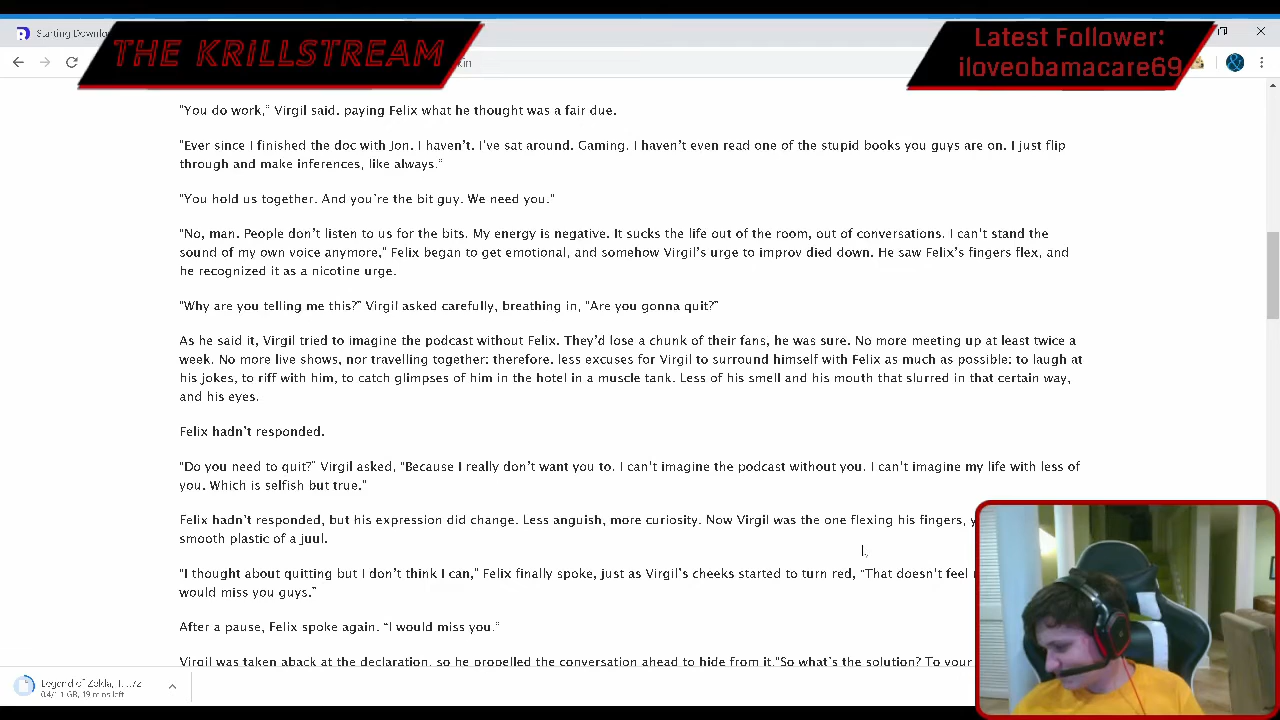 Starting Downlo
THE KRILLSTREAM
Latest Follower:
iloveobamacare69
kin
"You do work," Virgil said, paying Felix what he thought was a fair due.
"Ever since I finished the doc with Jon. I haven't. I've sat around. Gaming. I haven't even read one of the stupid books you guys are on. I just flip
through and make inferences, like always."
"You hold us together. And you're the bit guy. We need you."
"No, man. People don't listen to us for the bits. My energy is negative. It sucks the life out of the room, out of conversations. I can't stand the
sound of my own voice anymore," Felix began to get emotional, and somehow Virgil's urge to improv died down. He saw Felix's fingers flex, and
he recognized it as a nicotine urge.
"Why are you telling me this?" Virgil asked carefully, breathing in, "Are you gonna quit?"
As he said it, Virgil tried to imagine the podcast without Felix. They'd lose a chunk of their fans, he was sure. No more meeting up at least twice a
week. No more live shows, nor travelling together; therefore, less excuses for Virgil to surround himself with Felix as much as possible; to laugh at
his jokes, to riff with him, to catch glimpses of him in the hotel in a muscle tank. Less of his smell and his mouth that slurred in that certain way,
and his eyes.
Felix hadn't responded.
"Do you need to quit?" Virgil asked, "Because I really don't want you to. I can't imagine the podcast without you. I can't imagine my life with less of
you. Which is selfish but true."
Felix hadn't responded, but his expression did change. Less anguish, more curiosity. Now Virgil was the one flexing his fingers,
smooth plastic of a juul.
"I thought about quitting but I don't think I can," Felix finally spoke, just as Virgil's cheeks started to turn red, "That doesn't feel
would miss you guys."
After a pause, Felix spoke again. "I would miss you."
Virgil was taken aback at the declaration, so he propelled the conversation ahead to hide from it."So what's the solution? To your
Legend of Zelda
GB, 19 mins left